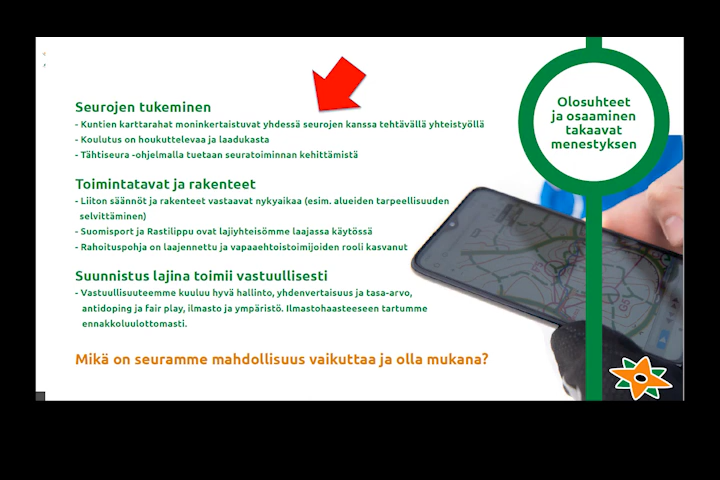 Seurojen tukeminen
- Kuntien karttarahat moninkertaistuvat yhdessä seurojen kanssa tehtävällä yhteistyöllä
- Koulutus on houkuttelevaa ja laadukasta
- Tähtiseura -ohjelmalla tuetaan seuratoiminnan kehittämistä
Toimintatavat ja rakenteet
- Liiton säännöt ja rakenteet vastaavat nykyaikaa (esim. alueiden tarpeellisuuden
selvittäminen)
- Suomisport ja Rastilippu ovat lajiyhteisömme laajassa käytössä
- Rahoituspohja on laajennettu ja vapaaehtoistoimijoiden rooli kasvanut
Suunnistus lajina toimii vastuullisesti
- Vastuullisuuteemme kuuluu hyvä hallinto, yhdenvertaisuus ja tasa-arvo,
antidoping ja fair play, ilmasto ja ympäristö. Ilmastohaasteeseen tartumme
ennakkoluulottomasti.
Mikä on seuramme mahdollisuus vaikuttaa ja olla mukana?
Olosuhteet
ja osaaminen
takaavat
menestyksen